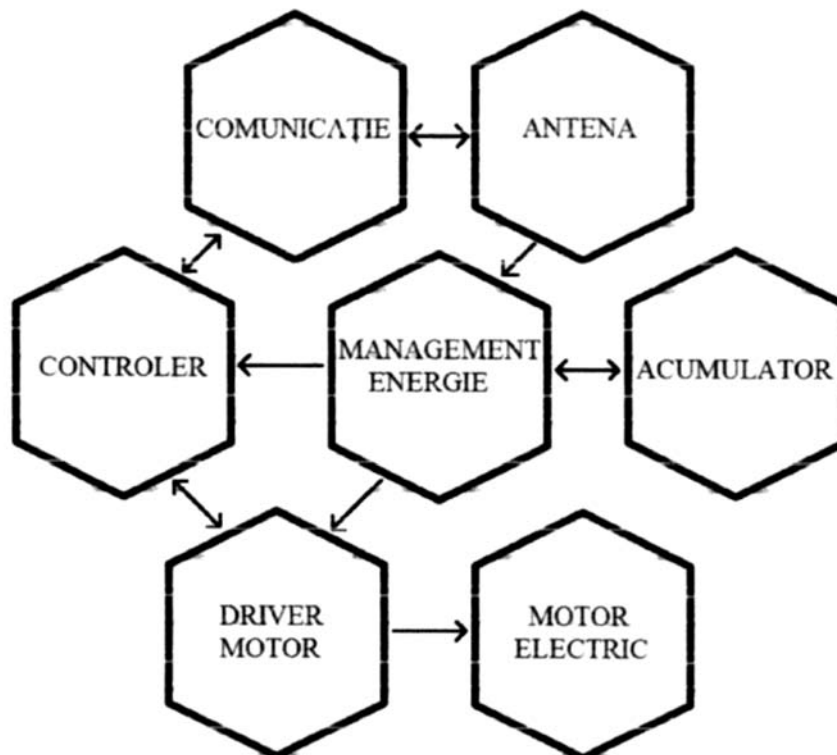 COMUNICAȚIE
ANTENA
CONTROLER
MANAGEMENT
ENERGIE
ACUMULATOR
DRIVER
MOTOR
MOTOR
ELECTRIC